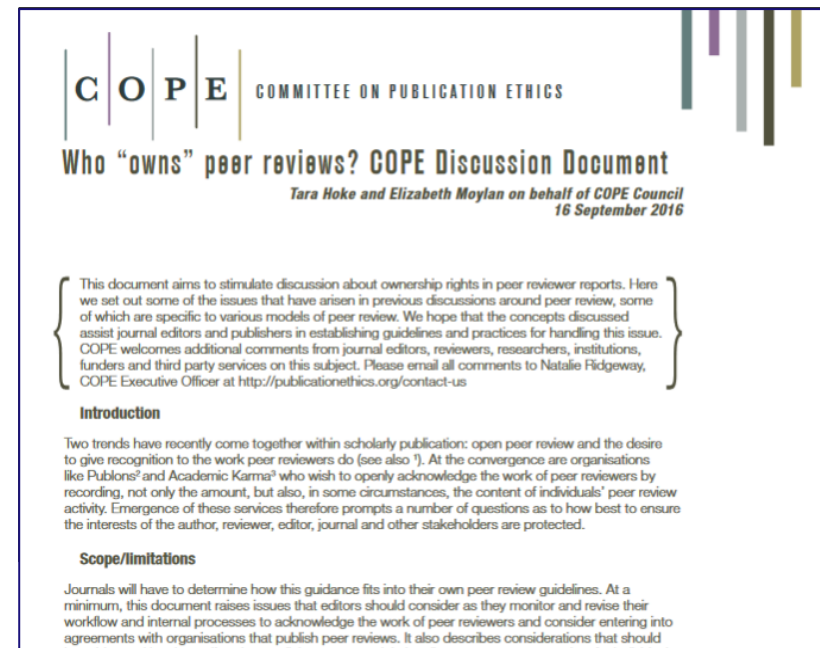 COPE COMMITTEE ON PUBLICATION ETHICS
Who “owns” peer reviews? COPE Discussion Document
Tara Hoke and Elizabeth Moylan on behalf of COPE Council
16 September 2016
This document aims to stimulate discussion about ownership rights in peer reviewer reports. Here
we set out some of the issues that have arisen in previous discussions around peer review, some
of which are specific to various models of peer review. We hope that the concepts discussed
assist journal editors and publishers in establishing guidelines and practices for handling this issue.
COPE welcomes additional comments from journal editors, reviewers, researchers, institutions,
funders and third party services on this subject. Please email all comments to Natalie Ridgeway,
COPE Executive Officer at http://publicationethics.org/contact-us
Introduction
Two trends have recently come together within scholarly publication: open peer review and the desire
to give recognition to the work peer reviewers do (see also ¹). At the convergence are organisations
like Publons² and Academic Karma³ who wish to openly acknowledge the work of peer reviewers by
recording, not only the amount, but also, in some circumstances, the content of individuals’ peer review
activity. Emergence of these services therefore prompts a number of questions as to how best to ensure
the interests of the author, reviewer, editor, journal and other stakeholders are protected.
Scope/limitations
Journals will have to determine how this guidance fits into their own peer review guidelines. At a
minimum, this document raises issues that editors should consider as they monitor and revise their
workflow and internal processes to acknowledge the work of peer reviewers and consider entering into
agreements with organisations that publish peer reviews. It also describes considerations that should